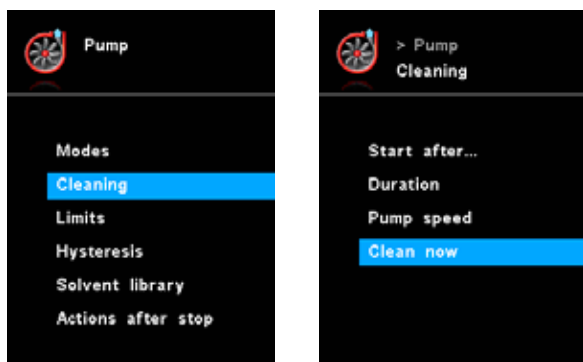 Pump
Modes
Cleaning
Limits
Hysteresis
Solvent library
Actions after stop
> Pump
Cleaning
Start after...
Duration
Pump speed
Clean now